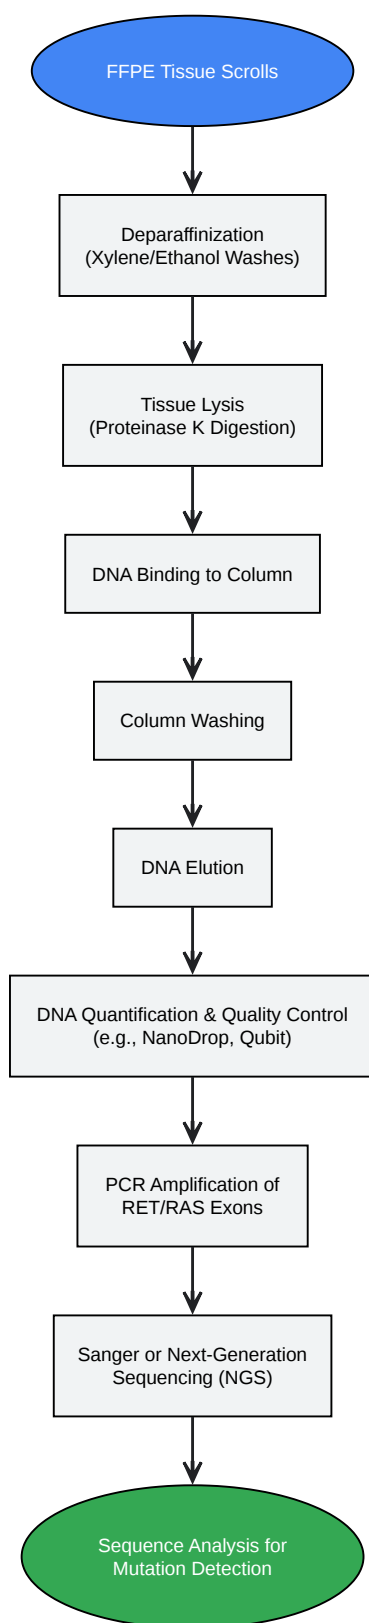 FFPE Tissue Scrolls
Deparaffinization
(Xylene/Ethanol Washes)
Tissue Lysis
(Proteinase K Digestion)
DNA Binding to Column
Column Washing
DNA Elution
DNA Quantification & Quality Control
(e.g., NanoDrop, Qubit)
PCR Amplification of
RET/RAS Exons
Sanger or Next-Generation
Sequencing (NGS)
Sequence Analysis for
Mutation Detection